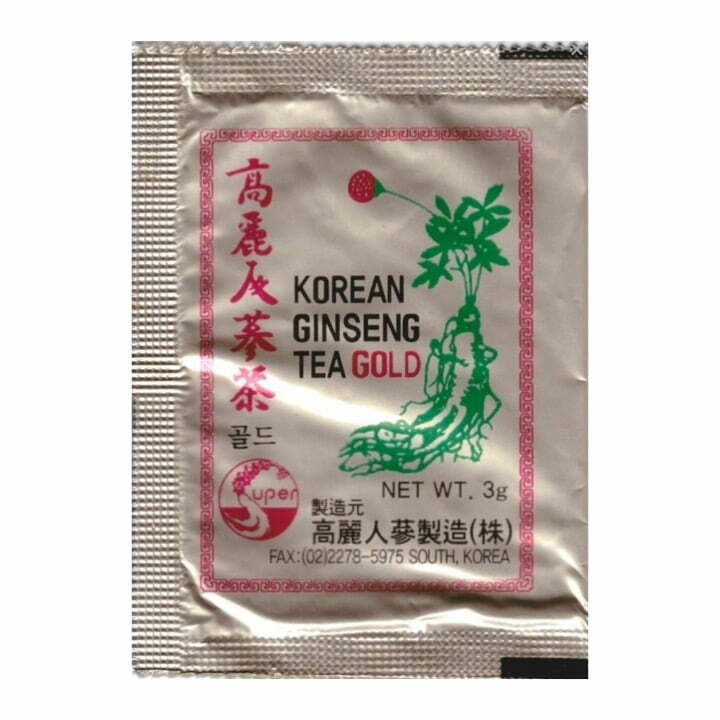 高麗人蔘茶
골드
KOREAN
GINSENG
TEA GOLD
Super
NET WT. 3g
製造元
高麗人蔘製造(株)
FAX:(02)2278-5975 SOUTH, KOREA